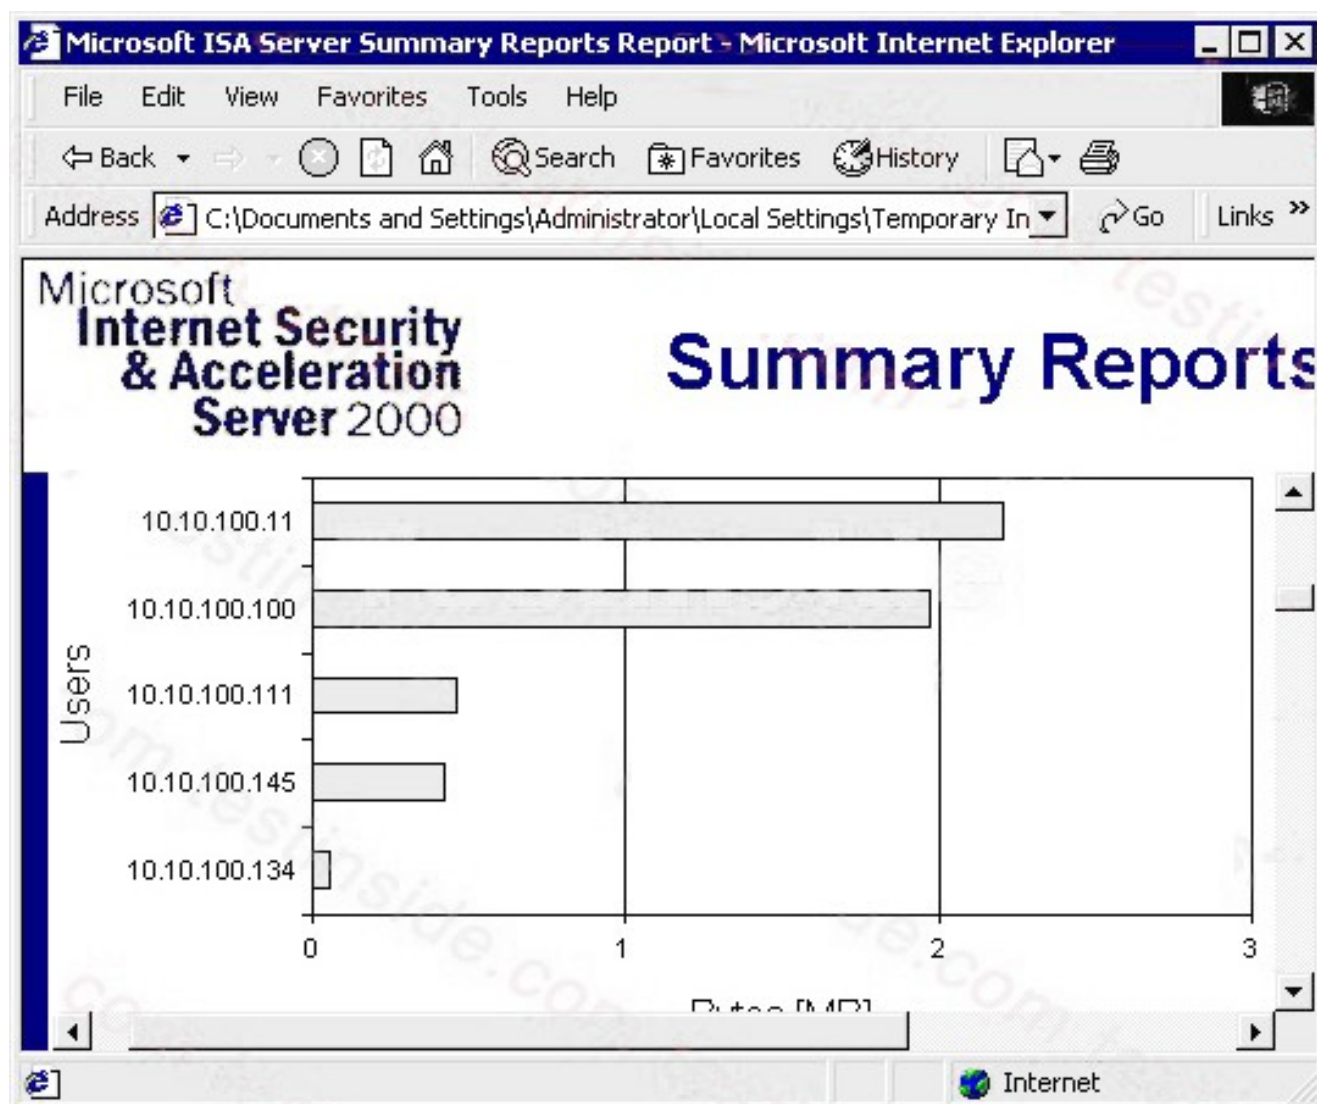 Microsoft ISA Server Summary Reports Report - Microsoft Internet Explorer
File Edit View Favorites Tools Help
Back Search Favorites History
Address C:\Documents and Settings\Administrator\Local Settings\Temporary In Go Links »
Microsoft
Internet Security
& Acceleration
Server 2000
Summary Reports
Users
10.10.100.11
10.10.100.100
10.10.100.111
10.10.100.145
10.10.100.134
0 1 2 3
Bytes [MB]
Internet